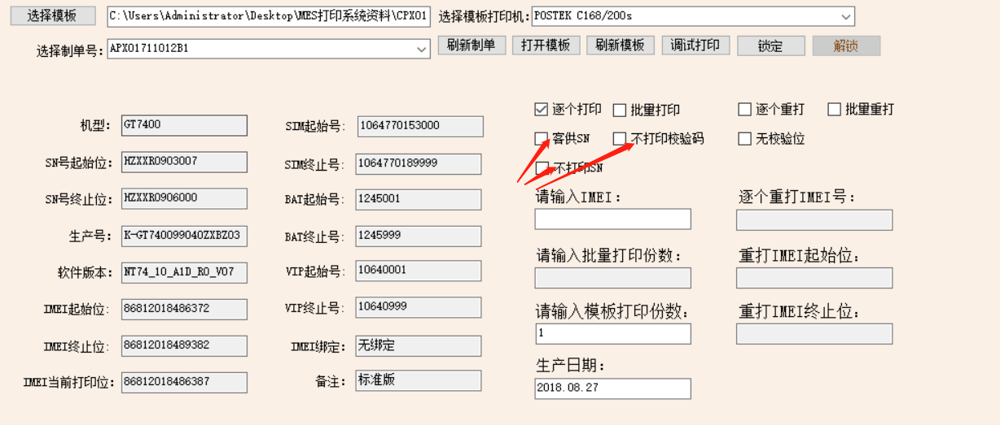 选择模板 C:\Users\Administrator\Desktop\MES打印系统资料\CPX01 选择模板打印机: POSTEK C168/200s
选择制单号: APX01711012B1 刷新制单 打开模板 刷新模板 调试打印 锁定 解锁
逐个打印 批量打印 逐个重打 批量重打
机型: GT7400 SIM起始号: 1064770153000
客供SN 不打印校验码 无校验位
SN号起始位: HZXXR0903007 SIM终止号: 1064770189999
不打印SN
SN号终止位: HZXXR0906000 BAT起始号: 1245001
请输入IMEI: 逐个重打IMEI号:
生产号: K-GT740099040ZXBZ03 BAT终止号: 1245999
请输入批量打印份数: 重打IMEI起始位:
软件版本: NT74_10_A1D_R0_V07 VIP起始号: 10640001
IMEI起始位: 86812018486372 VIP终止号: 10640999
请输入模板打印份数: 重打IMEI终止位:
1
IMEI终止位: 86812018489382 IMEI绑定: 无绑定
生产日期:
IMEI当前打印位: 86812018486387 备注: 标准版
2018.08.27